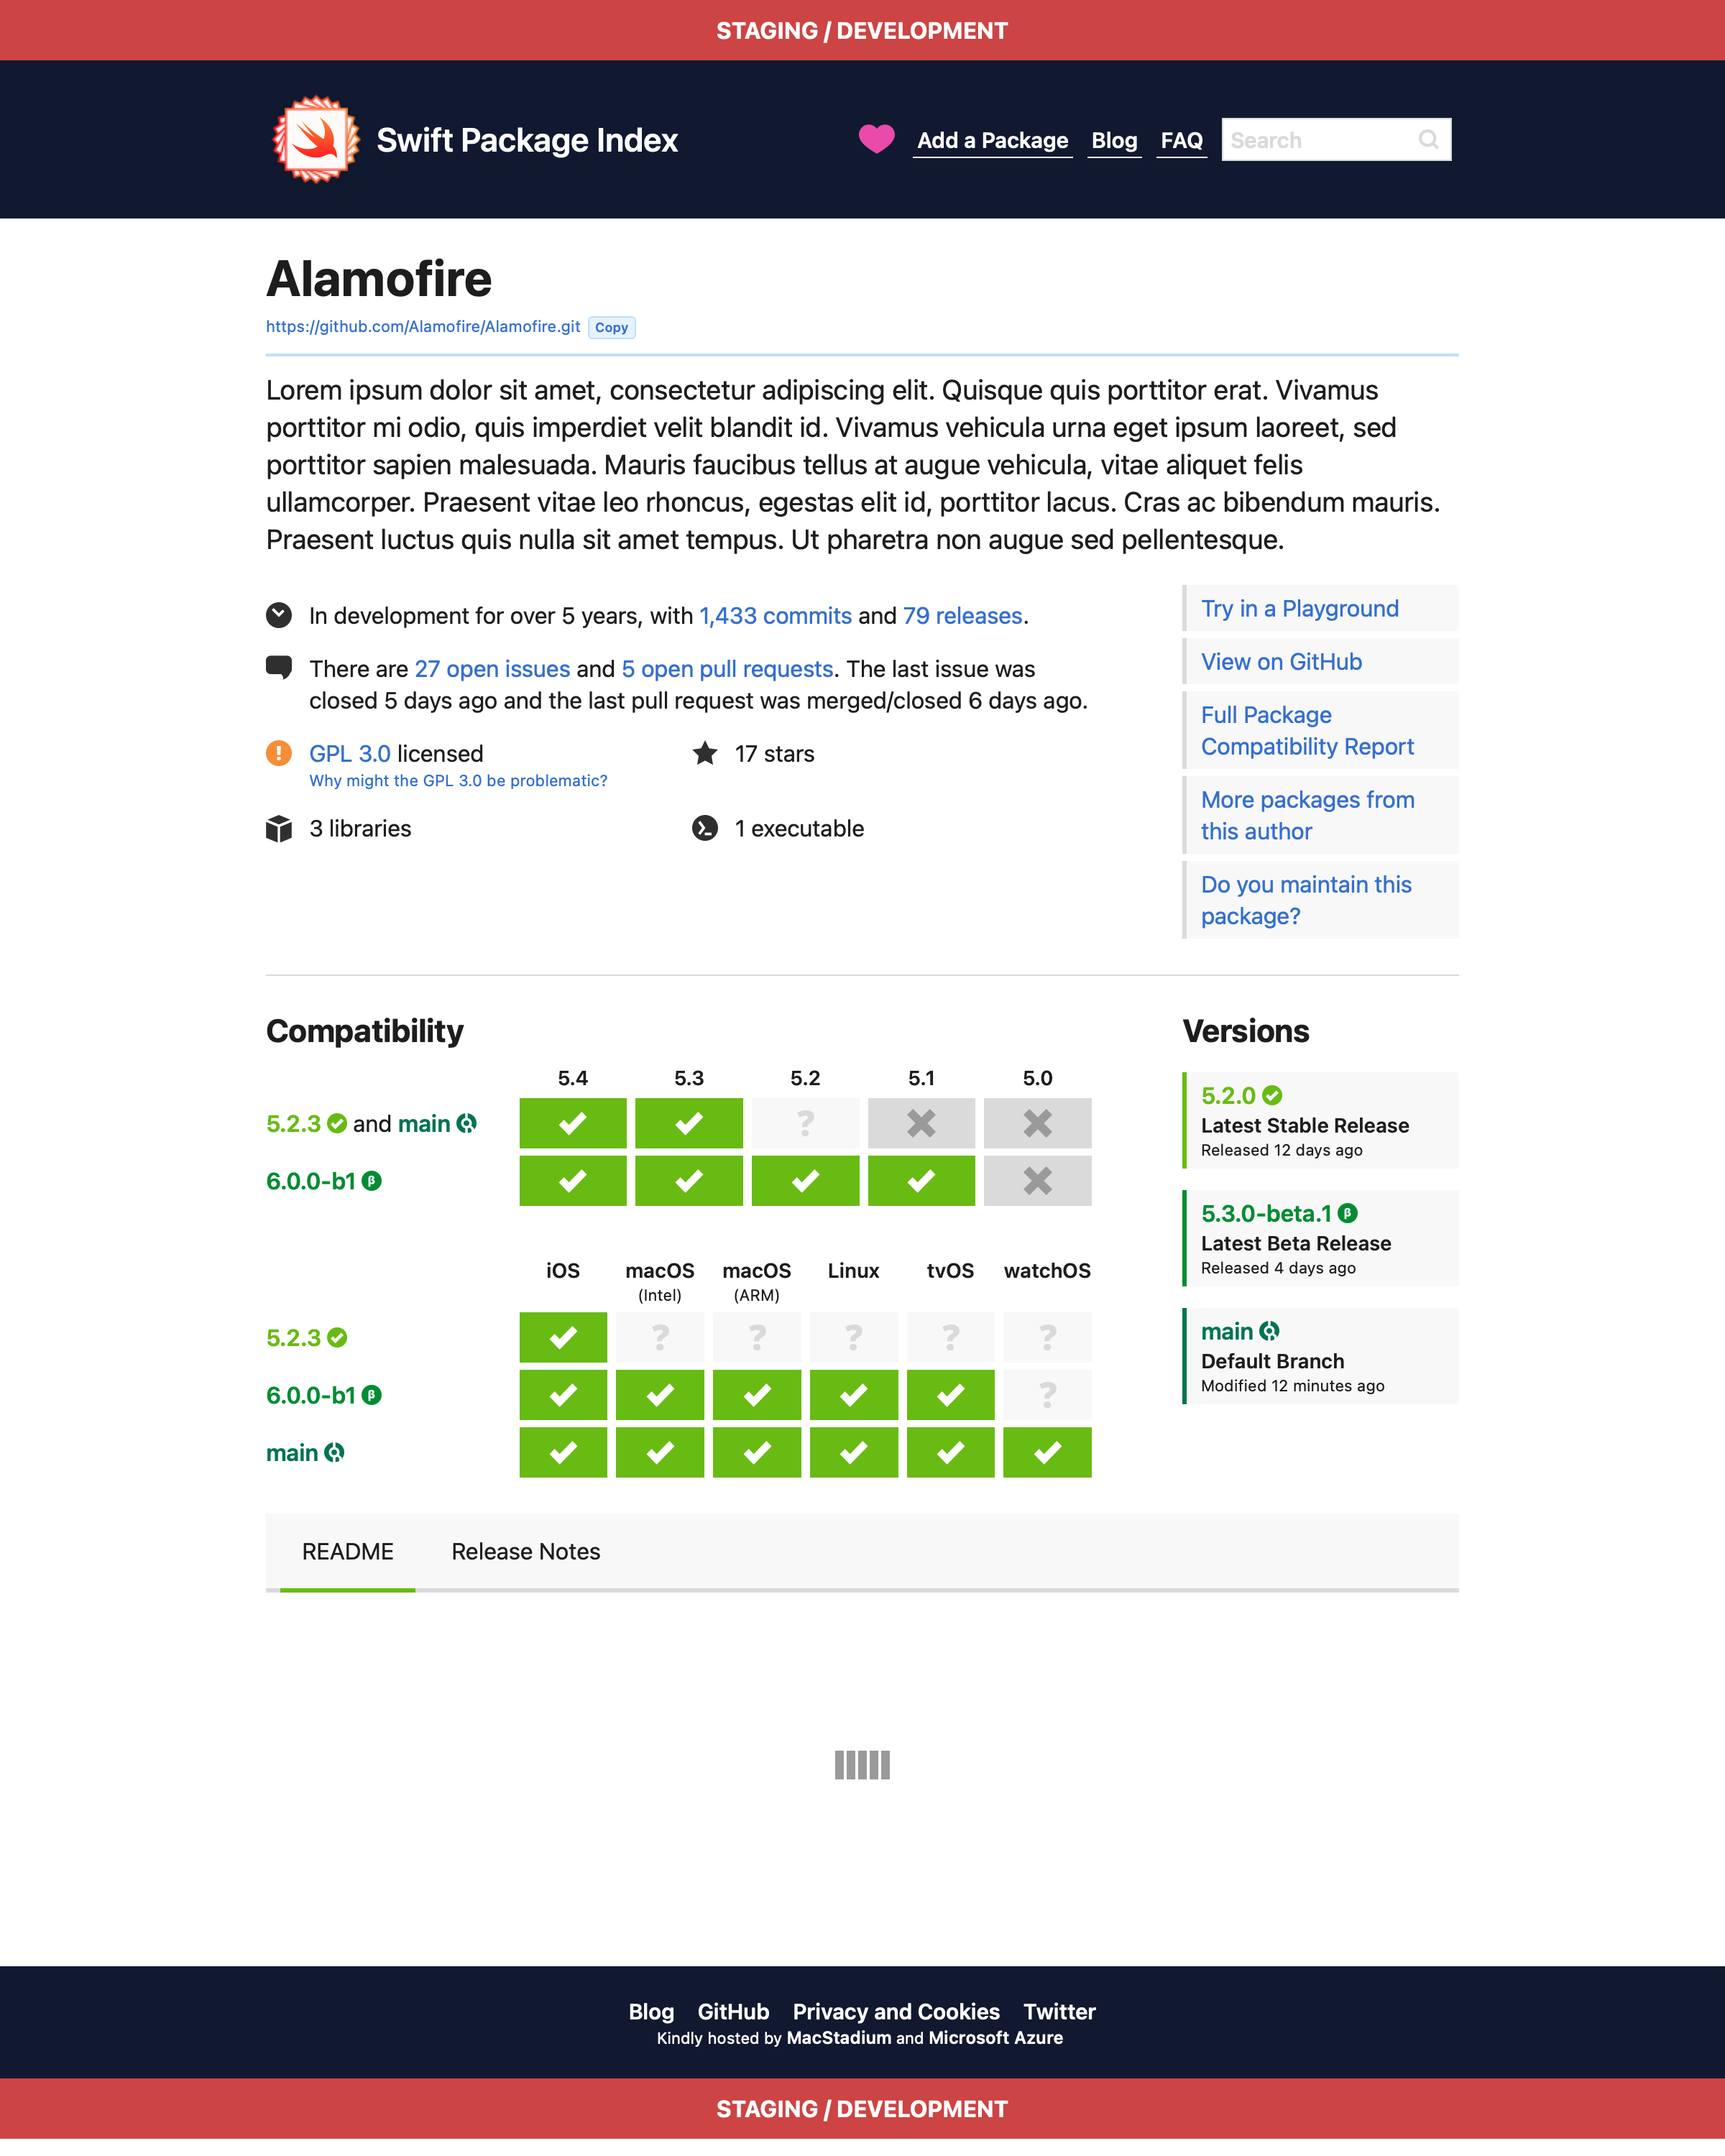 STAGING / DEVELOPMENT
Swift Package Index
Add a Package Blog FAQ Search
Alamofire
https://github.com/Alamofire/Alamofire.git Copy
Lorem ipsum dolor sit amet, consectetur adipiscing elit. Quisque quis porttitor erat. Vivamus
porttitor mi odio, quis imperdiet velit blandit id. Vivamus vehicula urna eget ipsum laoreet, sed
porttitor sapien malesuada. Mauris faucibus tellus at augue vehicula, vitae aliquet felis
ullamcorper. Praesent vitae leo rhoncus, egestas elit id, porttitor lacus. Cras ac bibendum mauris.
Praesent luctus quis nulla sit amet tempus. Ut pharetra non augue sed pellentesque.
In development for over 5 years, with 1,433 commits and 79 releases.
There are 27 open issues and 5 open pull requests. The last issue was
closed 5 days ago and the last pull request was merged/closed 6 days ago.
GPL 3.0 licensed
Why might the GPL 3.0 be problematic?
17 stars
3 libraries
1 executable
Try in a Playground
View on GitHub
Full Package
Compatibility Report
More packages from
this author
Do you maintain this
package?
Compatibility
5.4 5.3 5.2 5.1 5.0
5.2.3 and main ?
6.0.0-b1 β
iOS macOS macOS Linux tvOS watchOS
(Intel) (ARM)
5.2.3 ? ? ? ? ?
6.0.0-b1 β ?
main
Versions
5.2.0
Latest Stable Release
Released 12 days ago
5.3.0-beta.1 β
Latest Beta Release
Released 4 days ago
main
Default Branch
Modified 12 minutes ago
README Release Notes
Blog GitHub Privacy and Cookies Twitter
Kindly hosted by MacStadium and Microsoft Azure
STAGING / DEVELOPMENT